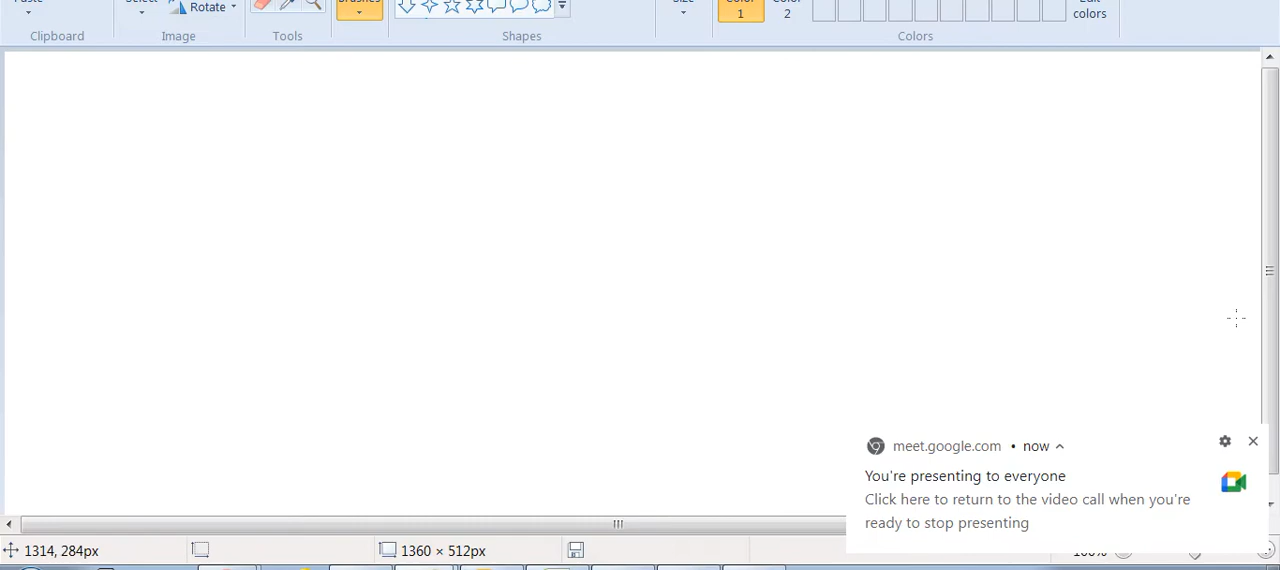 Rotate
Color Color Edit
1 2 colors
Clipboard Image Tools Shapes Colors
meet.google.com • now
You're presenting to everyone
Click here to return to the video call when you're
ready to stop presenting
1314, 284px 1360 × 512px 100%